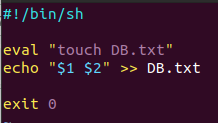 #!/bin/sh
eval "touch DB.txt"
echo "$1 $2" >> DB.txt
exit 0